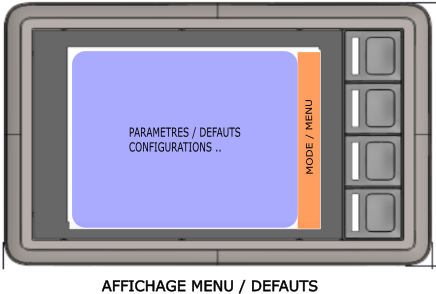 PARAMETRES / DEFAUTS
CONFIGURATIONS ..
MODE / MENU
AFFICHAGE MENU / DEFAUTS